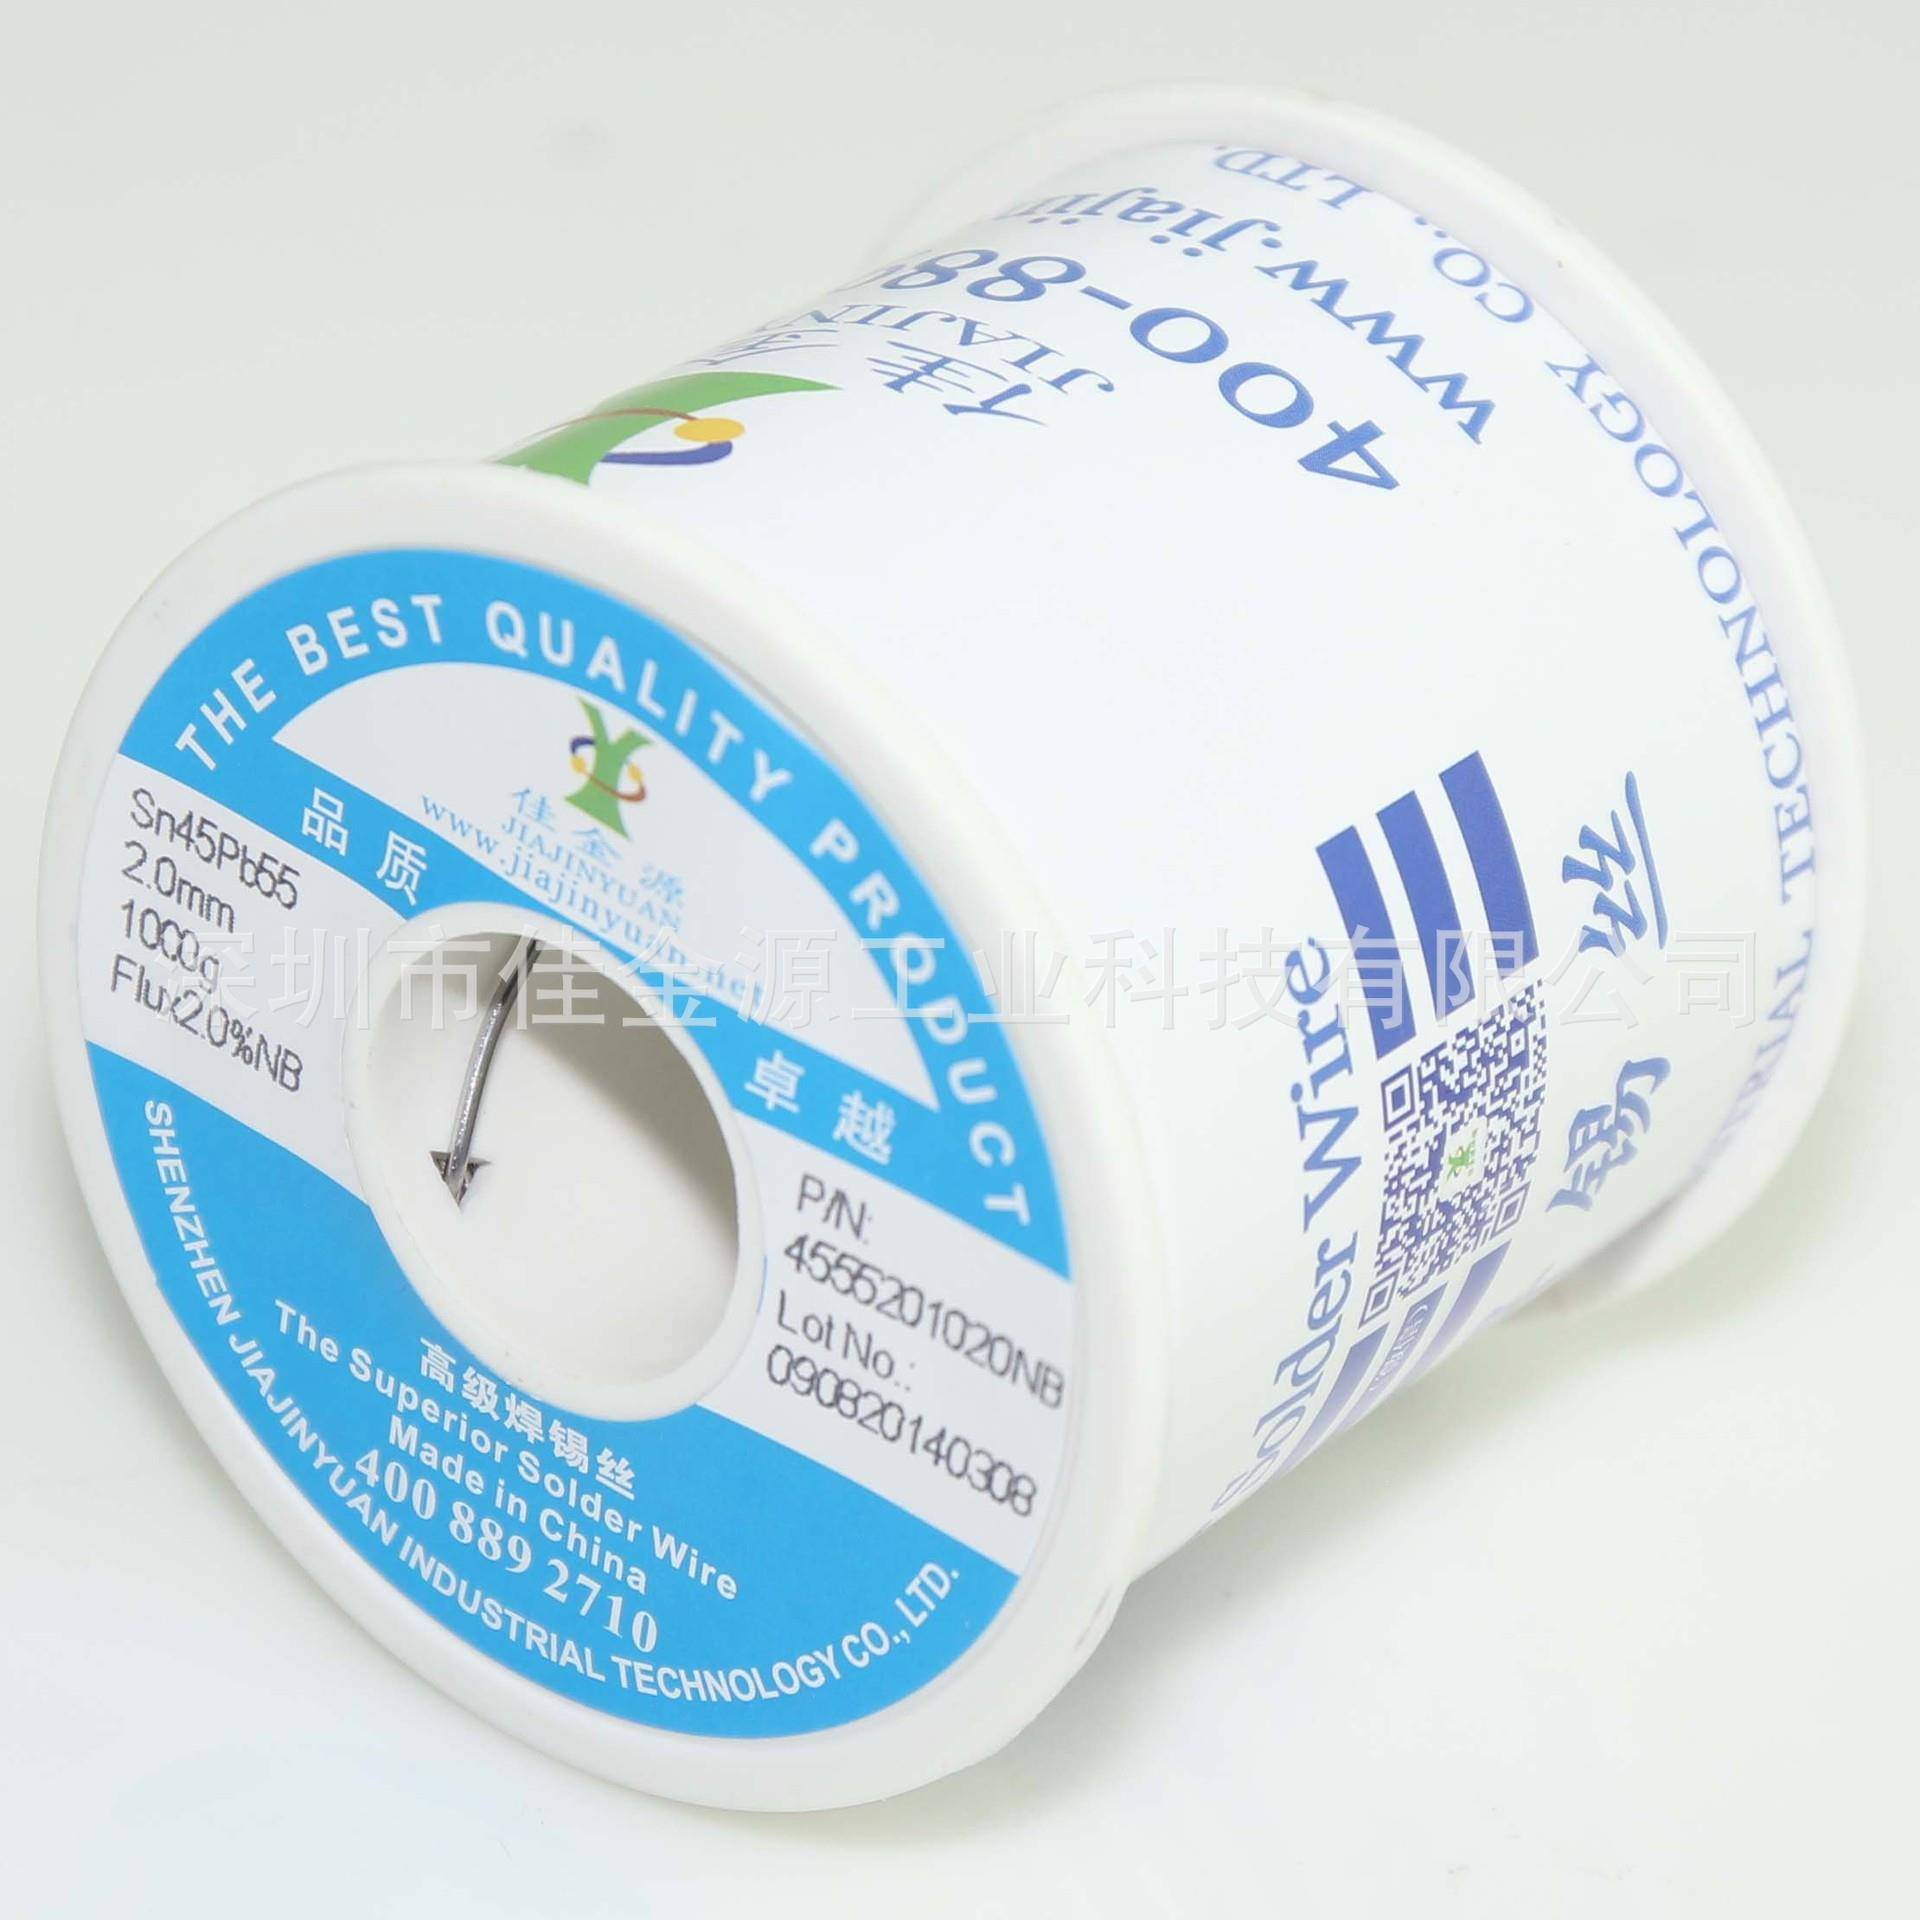 THE BEST QUALITY PRODUCT
佳金源
JIAJINYUAN
www.jiajinyuan.net
品质
卓越
Sn45Pb55
2.0mm
1000g
Flux2.0%NB
P/N:
4555201020NB
Lot No.:
090820140308
高级焊锡丝
The Superior Solder Wire
Made in China
400 889 2710
SHENZHEN JIAJINYUAN INDUSTRIAL TECHNOLOGY CO., LTD.
佳金
400-88
TECHNOLOGY CO., LTD.
Solder Wire
锡
深圳市佳金源工业科技有限公司